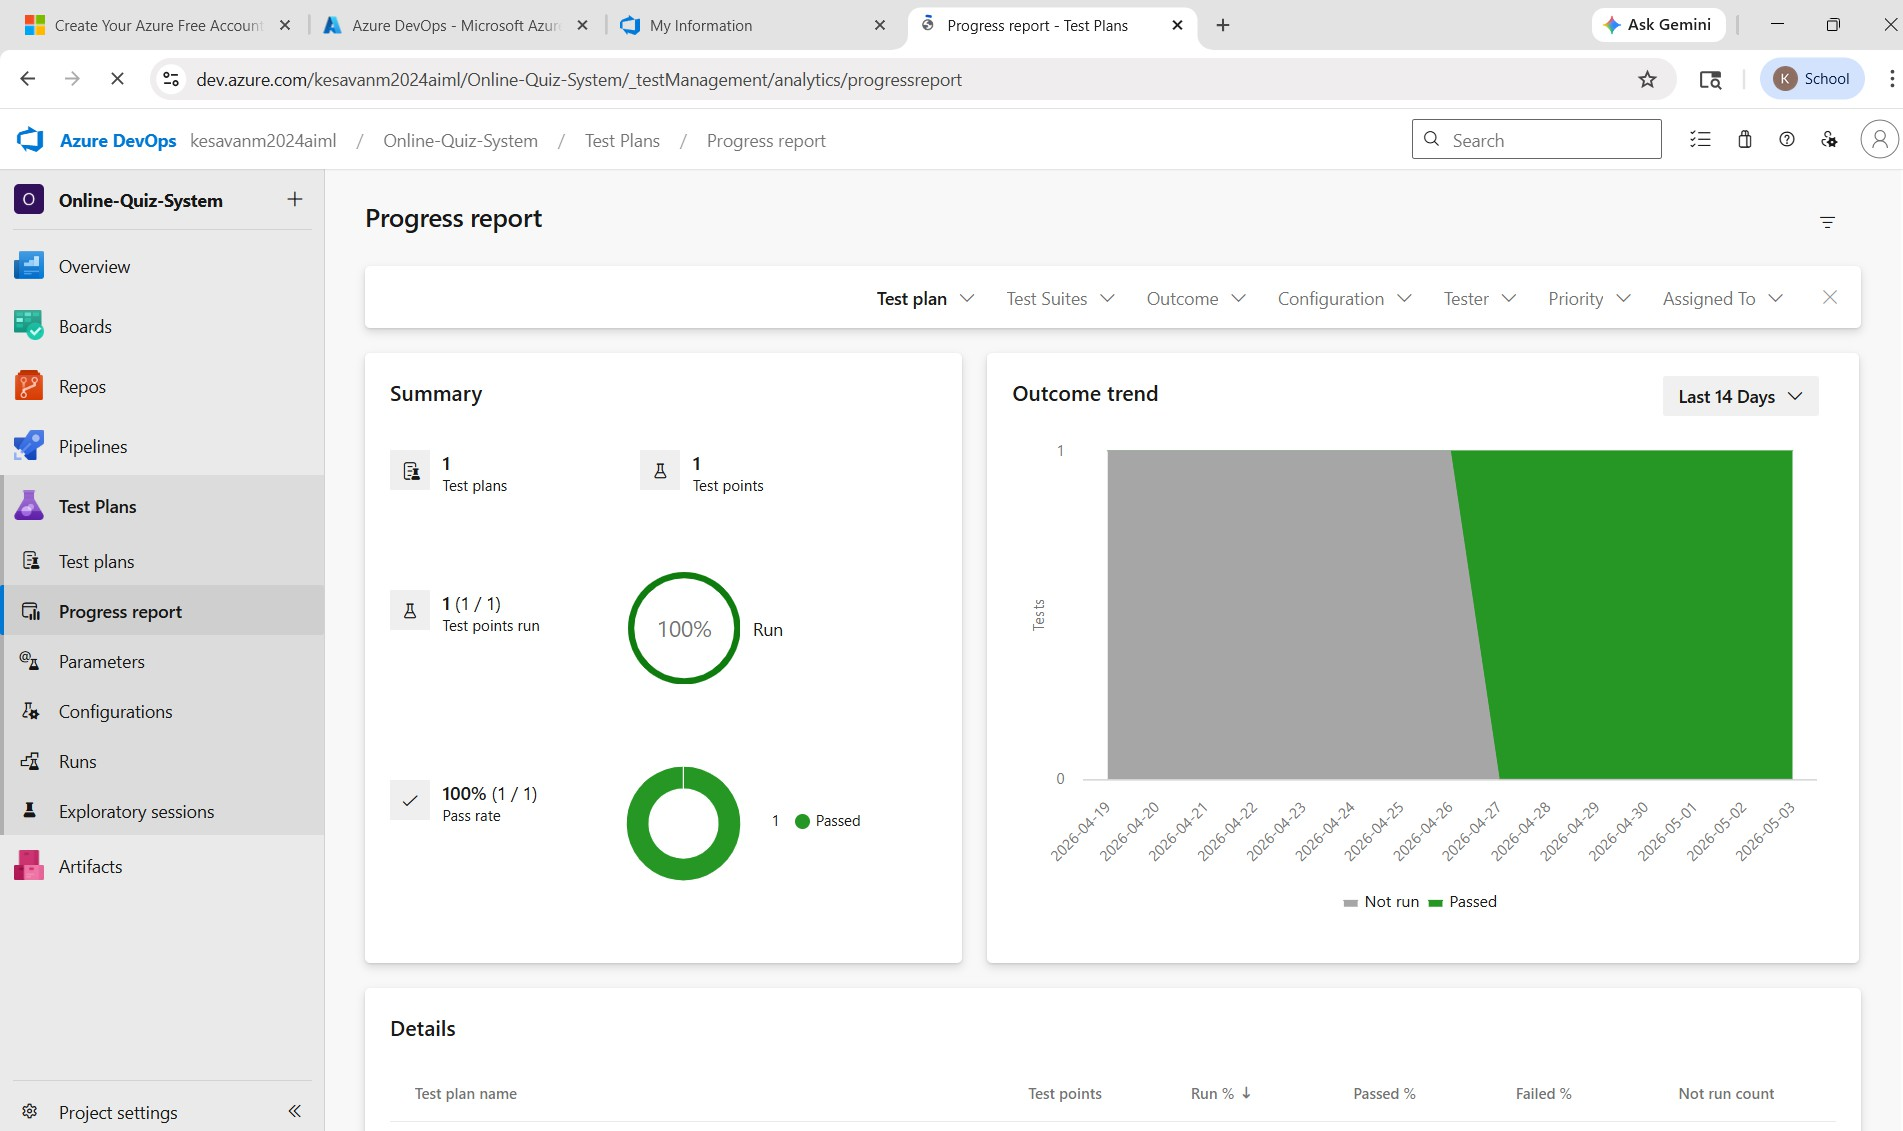 Create Your Azure Free Account
Azure DevOps - Microsoft Azur
My Information
Progress report - Test Plans
Ask Gemini
dev.azure.com/kesavanm2024aiml/Online-Quiz-System/_testManagement/analytics/progressreport
K School
Azure DevOps kesavanm2024aiml / Online-Quiz-System / Test Plans / Progress report
Search
O Online-Quiz-System
Overview
Boards
Repos
Pipelines
Test Plans
Test plans
Progress report
Parameters
Configurations
Runs
Exploratory sessions
Artifacts
Project settings
Progress report
Test plan Test Suites Outcome Configuration Tester Priority Assigned To
Summary
1
Test plans
1
Test points
1 (1 / 1)
Test points run
100% Run
100% (1 / 1)
Pass rate
1 Passed
Outcome trend
Last 14 Days
1
Tests
0
2026-04-19
2026-04-20
2026-04-21
2026-04-22
2026-04-23
2026-04-24
2026-04-25
2026-04-26
2026-04-27
2026-04-28
2026-04-29
2026-04-30
2026-05-01
2026-05-02
2026-05-03
Not run Passed
Details
Test plan name Test points Run % Passed % Failed % Not run count